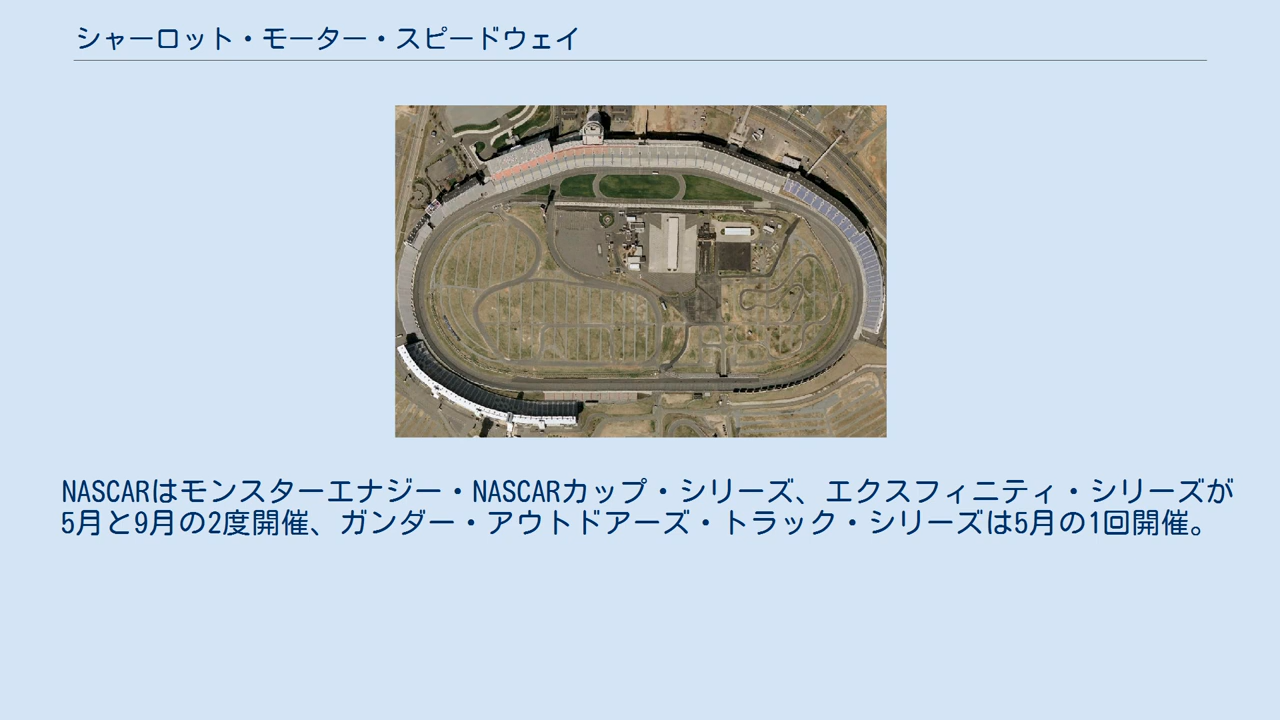 シャーロット・モーター・スピードウェイ
NASCARはモンスターエナジー・NASCARカップ・シリーズ、エクスフィニティ・シリーズが
5月と9月の2度開催、ガンダー・アウトドアーズ・トラック・シリーズは5月の1回開催。